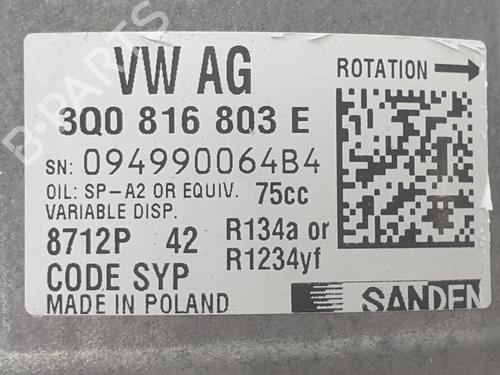 VW AG
ROTATION
3Q0 816 803 E
SN: 094990064B4
OIL: SP-A2 OR EQUIV. 75cc
VARIABLE DISP.
8712P 42 R134a or
R1234yf
CODE SYP
MADE IN POLAND
SANDEN
B-PARTS